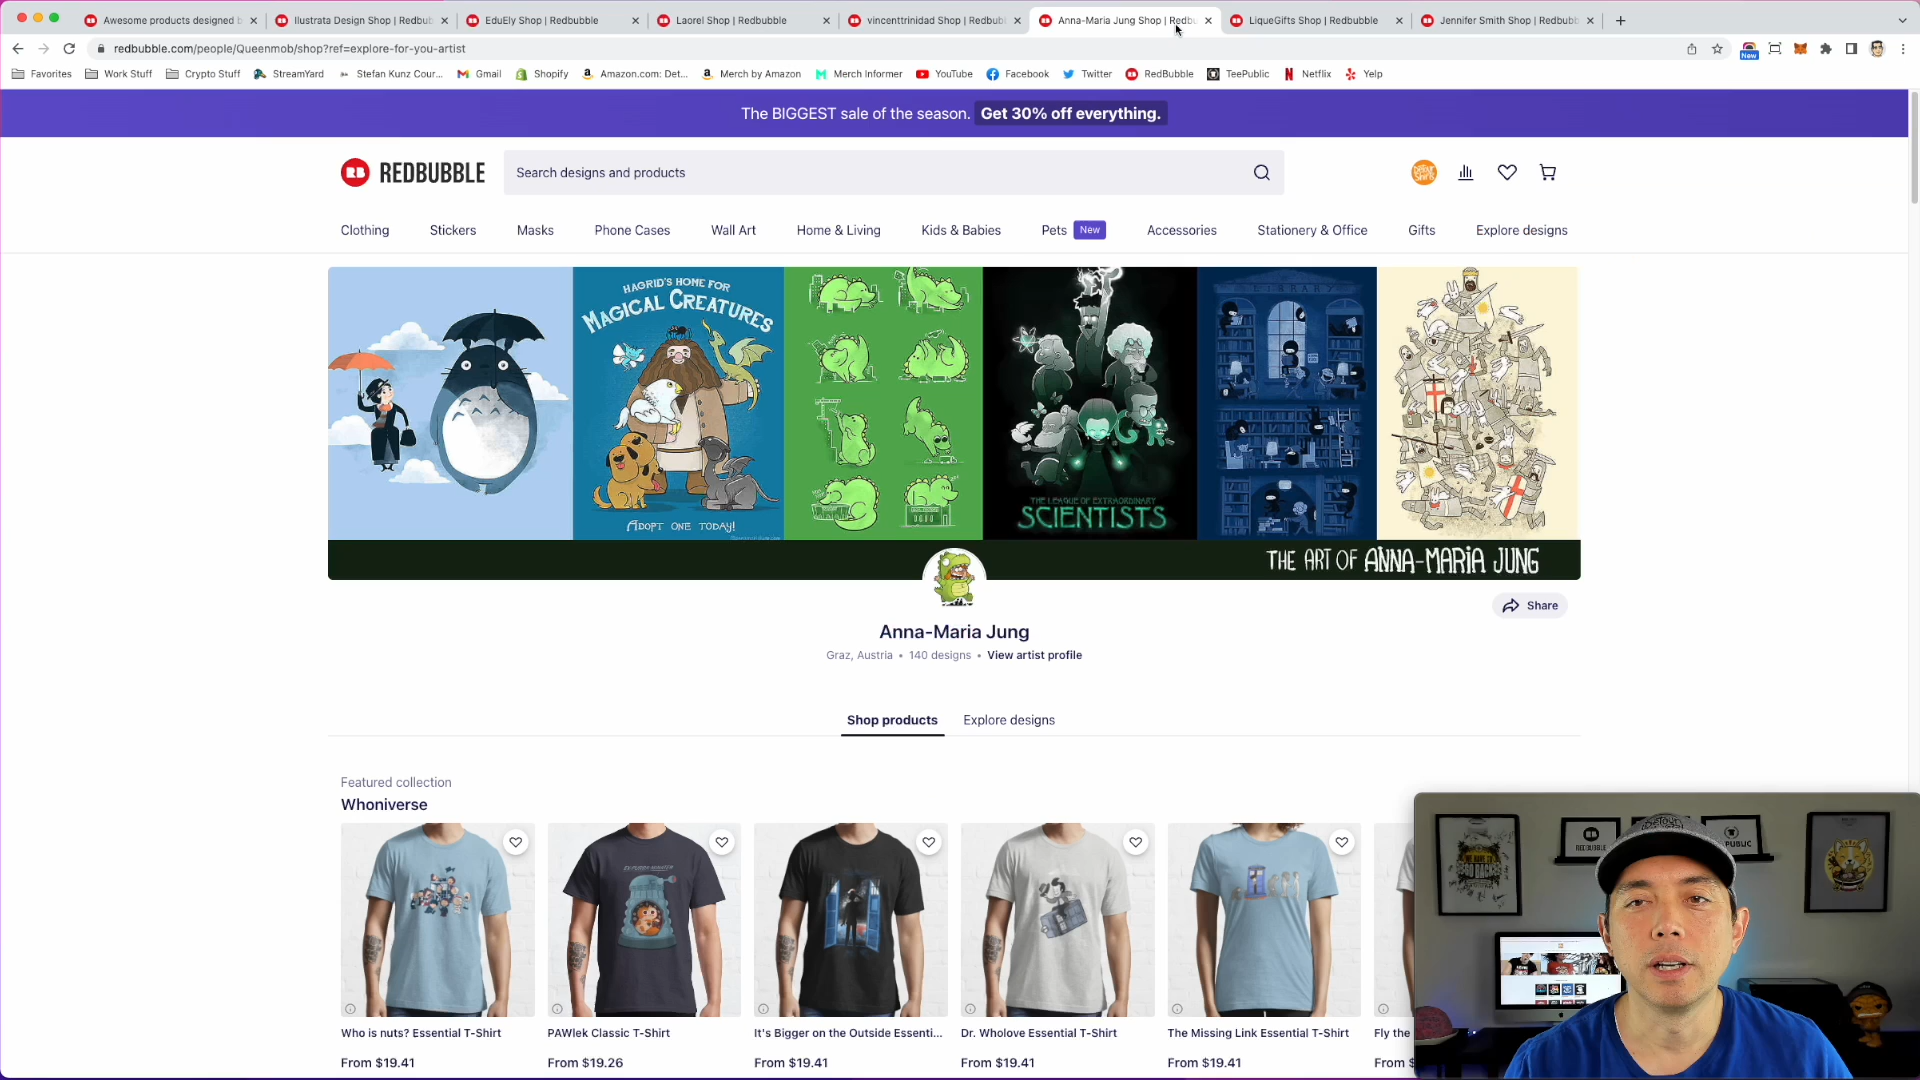 Awesome products designed b
Ilustrata Design Shop | Redbub
EduEly Shop | Redbubble
Laorel Shop | Redbubble
vincenttrinidad Shop | Redbubl
Anna-Maria Jung Shop | Redbu
LiqueGifts Shop | Redbubble
Jennifer Smith Shop | Redbubb
redbubble.com/people/Queenmob/shop?ref=explore-for-you-artist
New
Favorites Work Stuff Crypto Stuff StreamYard Stefan Kunz Cour... Gmail Shopify Amazon.com: Det... Merch by Amazon Merch Informer YouTube Facebook Twitter RedBubble TeePublic Netflix Yelp
The BIGGEST sale of the season. Get 30% off everything.
RB REDBUBBLE
Search designs and products
Clothing Stickers Masks Phone Cases Wall Art Home & Living Kids & Babies Pets New Accessories Stationery & Office Gifts Explore designs
HAGRID'S HOME FOR
MAGICAL CREATURES
ADOPT ONE TODAY!
THE LEAGUE OF EXTRAORDINARY
SCIENTISTS
LIBRARY
THE ART OF ANNA-MARIA JUNG
Share
Anna-Maria Jung
Graz, Austria • 140 designs • View artist profile
Shop products Explore designs
Featured collection
Whoniverse
Who is nuts? Essential T-Shirt
From $19.41
PAWlek Classic T-Shirt
From $19.26
It's Bigger on the Outside Essenti...
From $19.41
Dr. Wholove Essential T-Shirt
From $19.41
The Missing Link Essential T-Shirt
From $19.41
Fly the
From $
REDBUBBLE
PUBLIC